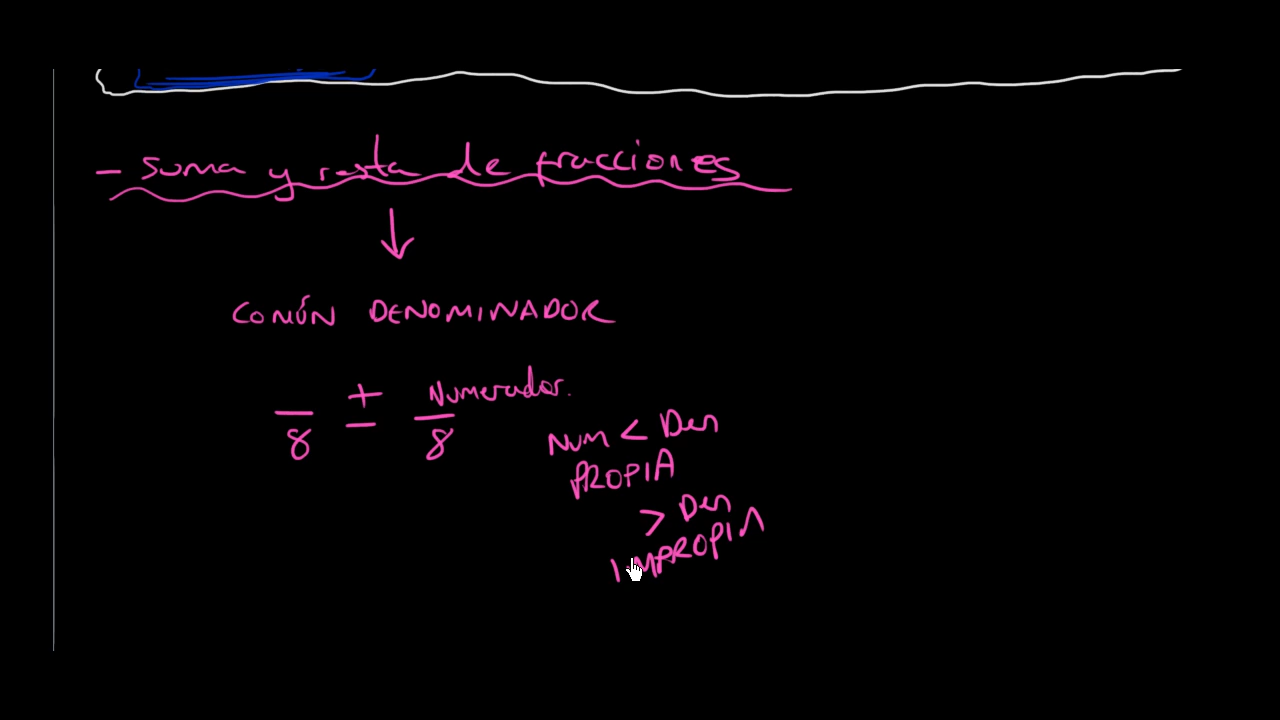 - Suma y resta de fracciones
COMÚN DENOMINADOR
± Numerador.
8 8
Num < Den
PROPIA
> Den
IMPROPIA